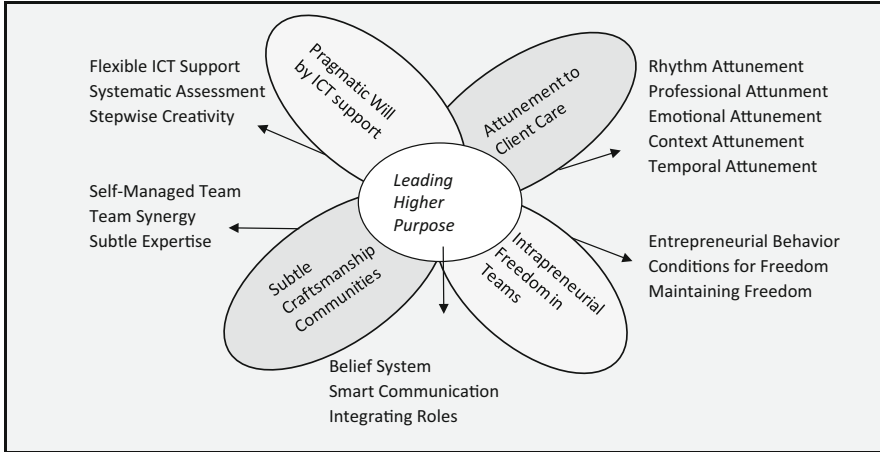 Flexible ICT Support
Systematic Assessment
Stepwise Creativity
Pragmatic Will
by ICT support
Attunement to
Client Care
Rhythm Attunement
Professional Attunment
Emotional Attunement
Context Attunement
Temporal Attunement
Self-Managed Team
Team Synergy
Subtle Expertise
Leading
Higher
Purpose
Subtle
Craftsmanship
Communities
Intrapreneurial
Freedom in
Teams
Entrepreneurial Behavior
Conditions for Freedom
Maintaining Freedom
Belief System
Smart Communication
Integrating Roles